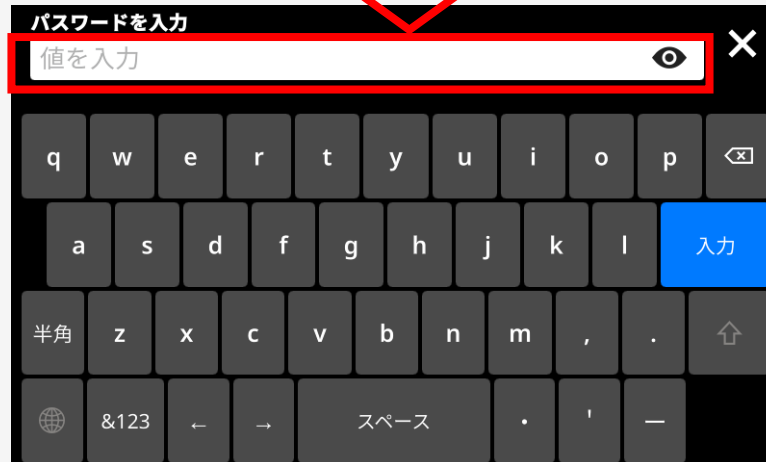 パスワードを入力
値を入力
q w e r t y u i o p
a s d f g h j k l 入力
半角 z x c v b n m , .
&123 ← → スペース ・ ' ー